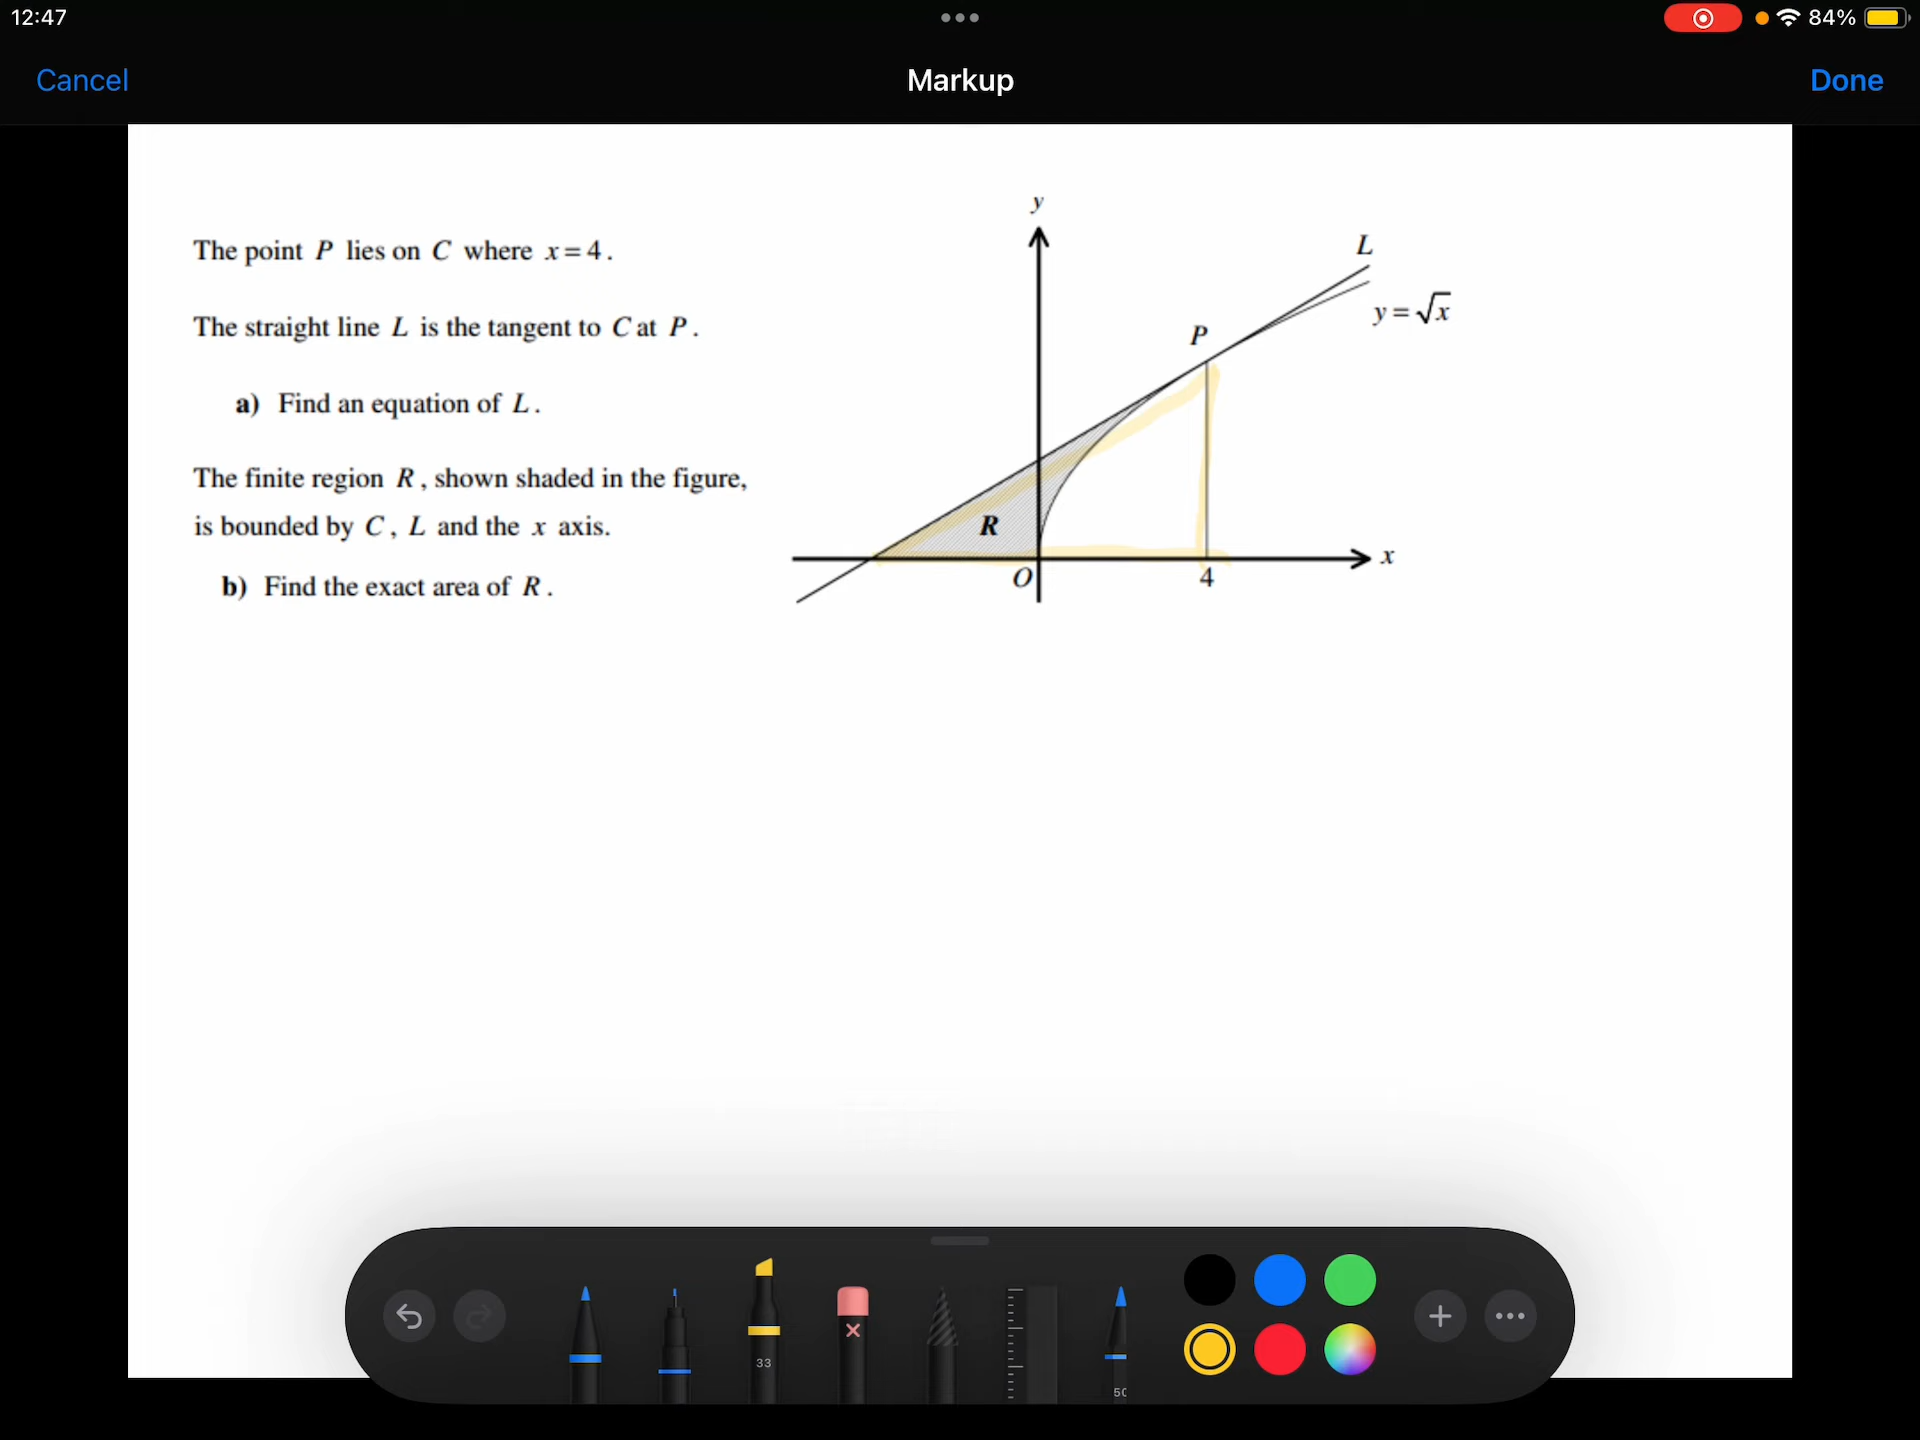 12:47
84%
Cancel
Markup
Done
The point P lies on C where x = 4.
The straight line L is the tangent to C at P.
a) Find an equation of L.
The finite region R, shown shaded in the figure,
is bounded by C, L and the x axis.
b) Find the exact area of R.
y
L
y = √x
P
R
x
O
4
33
50